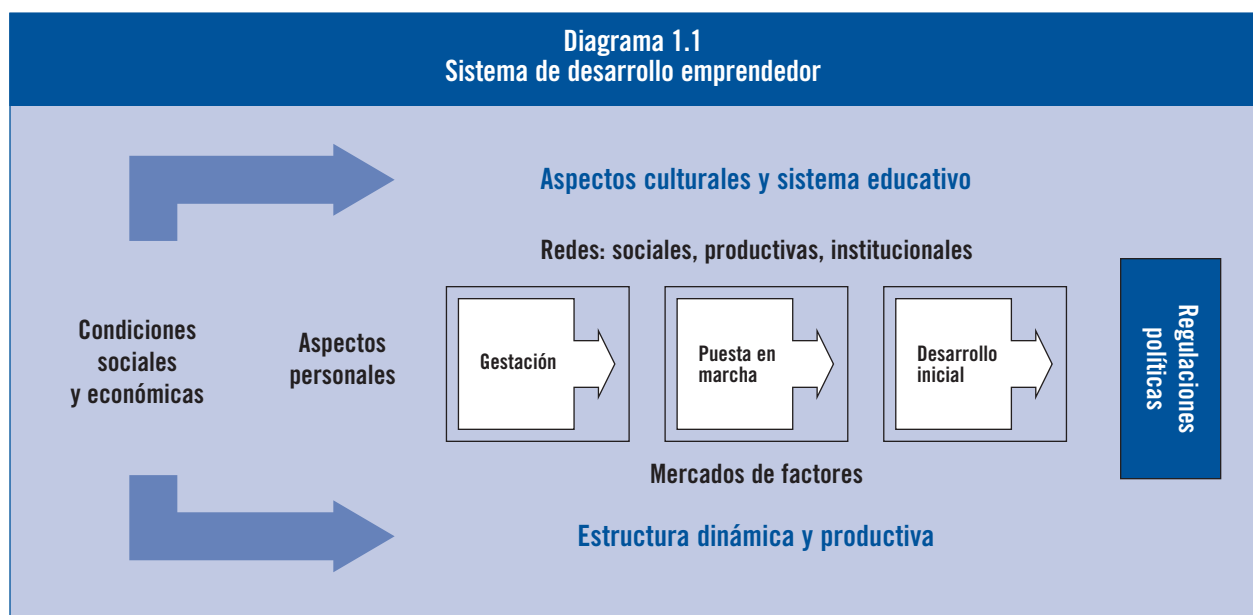 Diagrama 1.1
Sistema de desarrollo emprendedor
Aspectos culturales y sistema educativo
Redes: sociales, productivas, institucionales
Condiciones
sociales
y económicas
Aspectos
personales
Gestación
Puesta en
marcha
Desarrollo
inicial
Regulaciones
políticas
Mercados de factores
Estructura dinámica y productiva